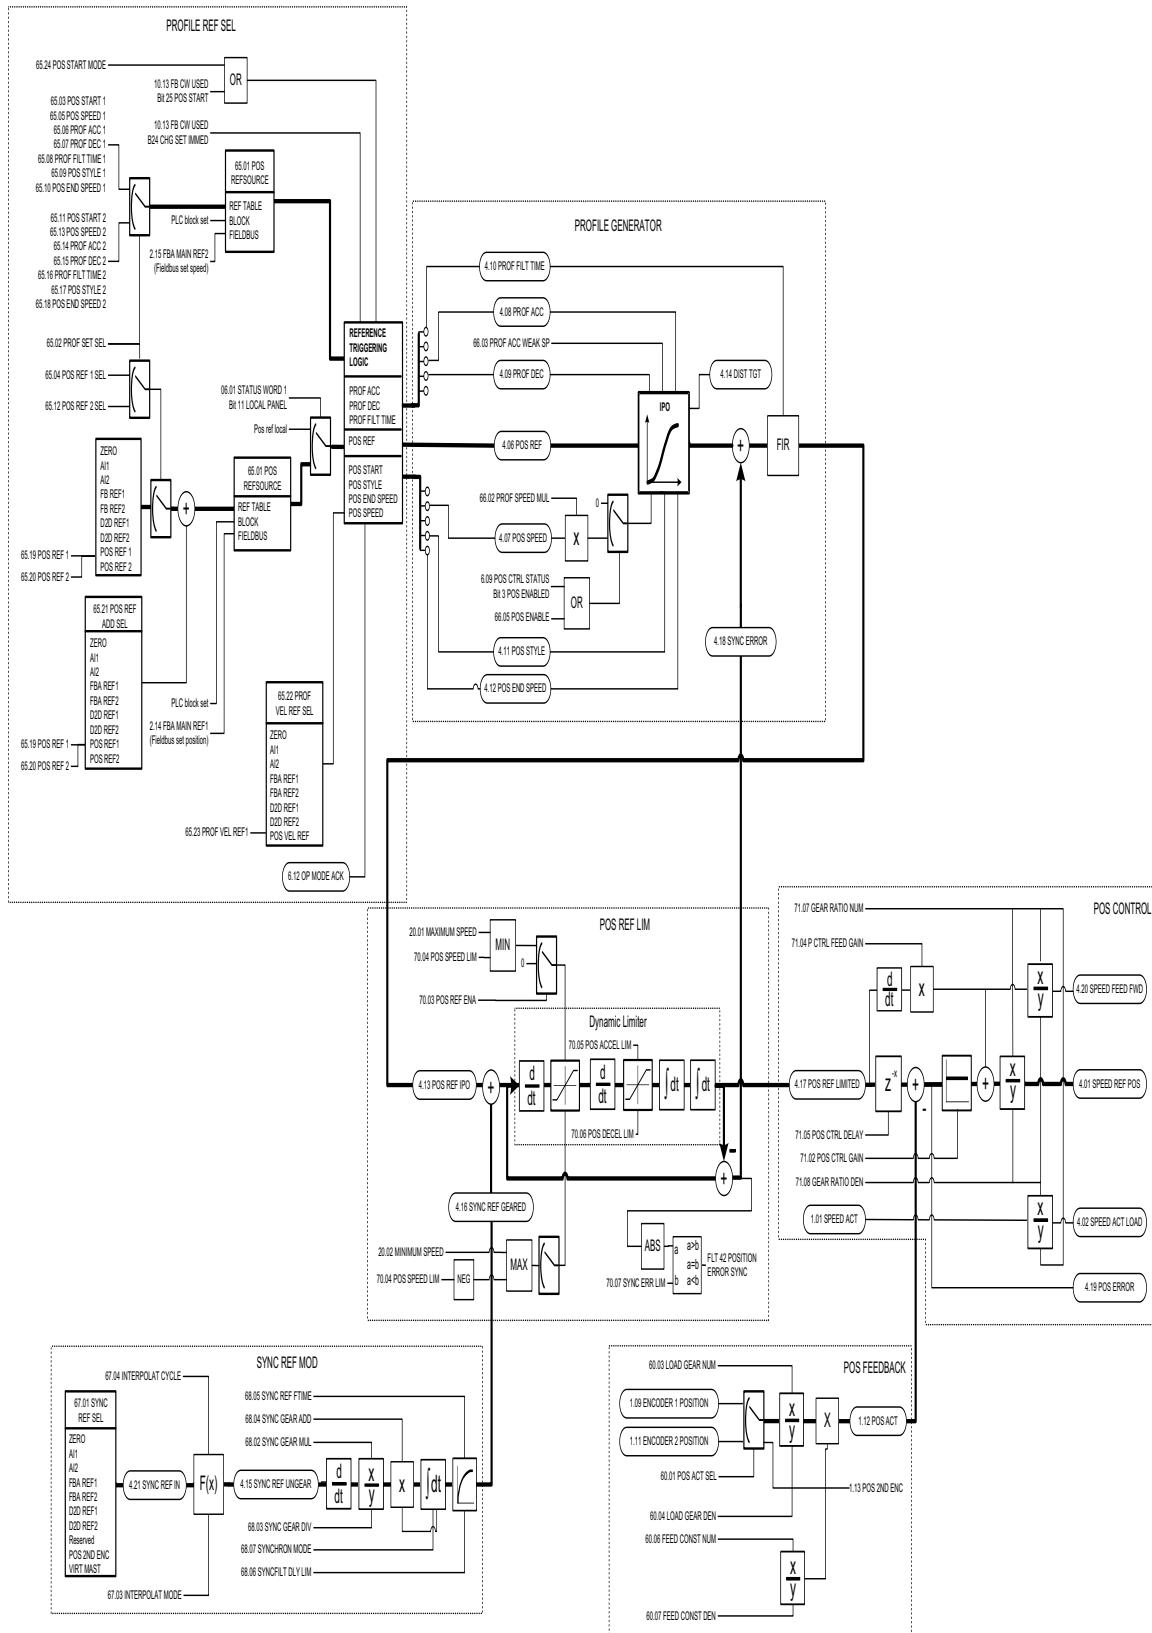 PROFILE REF SEL
65.24 POS START MODE
OR
10.13 FB CW USED
Bit 25 POS START
65.03 POS START 1
65.05 POS SPEED 1
65.06 PROF ACC 1
65.07 PROF DEC 1
65.08 PROF FILT TIME 1
65.09 POS STYLE 1
65.10 POS END SPEED 1
10.13 FB CW USED
B24 CHG SET IMMED
65.11 POS START 2
65.13 POS SPEED 2
65.14 PROF ACC 2
65.15 PROF DEC 2
65.16 PROF FILT TIME 2
65.17 POS STYLE 2
65.18 POS END SPEED 2
65.01 POS
REFSOURCE
REF TABLE
BLOCK
FIELDBUS
PLC block set
2.15 FBA MAIN REF2
(Fieldbus set speed)
65.02 PROF SET SEL
65.04 POS REF 1 SEL
65.12 POS REF 2 SEL
06.01 STATUS WORD 1
Bit 11 LOCAL PANEL
Pos ref local
REFERENCE
TRIGGERING
LOGIC
PROF ACC
PROF DEC
PROF FILT TIME
POS REF
POS START
POS STYLE
POS END SPEED
POS SPEED
ZERO
AI1
AI2
FB REF1
FB REF2
D2D REF1
D2D REF2
POS REF 1
POS REF 2
65.19 POS REF 1
65.20 POS REF 2
+
65.01 POS
REFSOURCE
REF TABLE
BLOCK
FIELDBUS
65.21 POS REF
ADD SEL
ZERO
AI1
AI2
FBA REF1
FBA REF2
D2D REF1
D2D REF2
POS REF1
POS REF2
65.19 POS REF 1
65.20 POS REF 2
PLC block set
2.14 FBA MAIN REF1
(Fieldbus set position)
65.22 PROF
VEL REF SEL
ZERO
AI1
AI2
FBA REF1
FBA REF2
D2D REF1
D2D REF2
POS VEL REF
65.23 PROF VEL REF1
6.12 OP MODE ACK
PROFILE GENERATOR
4.10 PROF FILT TIME
4.08 PROF ACC
66.03 PROF ACC WEAK SP
4.09 PROF DEC
4.14 DIST TGT
IPO
4.06 POS REF
+
FIR
66.02 PROF SPEED MUL
0
4.07 POS SPEED
X
6.09 POS CTRL STATUS
Bit 3 POS ENABLED
OR
66.05 POS ENABLE
4.11 POS STYLE
4.12 POS END SPEED
4.18 SYNC ERROR
POS REF LIM
20.01 MAXIMUM SPEED
MIN
70.04 POS SPEED LIM
0
70.03 POS REF ENA
Dynamic Limiter
70.05 POS ACCEL LIM
4.13 POS REF IPO
+
d
dt
d
dt
∫dt
∫dt
70.06 POS DECEL LIM
-
+
4.16 SYNC REF GEARED
20.02 MINIMUM SPEED
MAX
70.04 POS SPEED LIM
NEG
ABS
a
a>b
a=b
b
a<b
70.07 SYNC ERR LIM
FLT 42 POSITION
ERROR SYNC
POS CONTROL
71.07 GEAR RATIO NUM
71.04 P CTRL FEED GAIN
d
dt
X
x
y
4.20 SPEED FEED FWD
4.17 POS REF LIMITED
z-x
+
-
+
x
y
4.01 SPEED REF POS
71.05 POS CTRL DELAY
71.02 POS CTRL GAIN
71.08 GEAR RATIO DEN
1.01 SPEED ACT
x
y
4.02 SPEED ACT LOAD
4.19 POS ERROR
SYNC REF MOD
67.04 INTERPOLAT CYCLE
67.01 SYNC
REF SEL
ZERO
AI1
AI2
FBA REF1
FBA REF2
D2D REF1
D2D REF2
Reserved
POS 2ND ENC
VIRT MAST
4.21 SYNC REF IN
F(x)
67.03 INTERPOLAT MODE
68.05 SYNC REF FTIME
68.04 SYNC GEAR ADD
68.02 SYNC GEAR MUL
4.15 SYNC REF UNGEAR
d
dt
x
y
x
∫dt
68.03 SYNC GEAR DIV
68.07 SYNCHRON MODE
68.06 SYNCFILT DLY LIM
POS FEEDBACK
60.03 LOAD GEAR NUM
1.09 ENCODER 1 POSITION
1.11 ENCODER 2 POSITION
x
y
X
1.12 POS ACT
60.01 POS ACT SEL
1.13 POS 2ND ENC
60.04 LOAD GEAR DEN
60.06 FEED CONST NUM
x
y
60.07 FEED CONST DEN